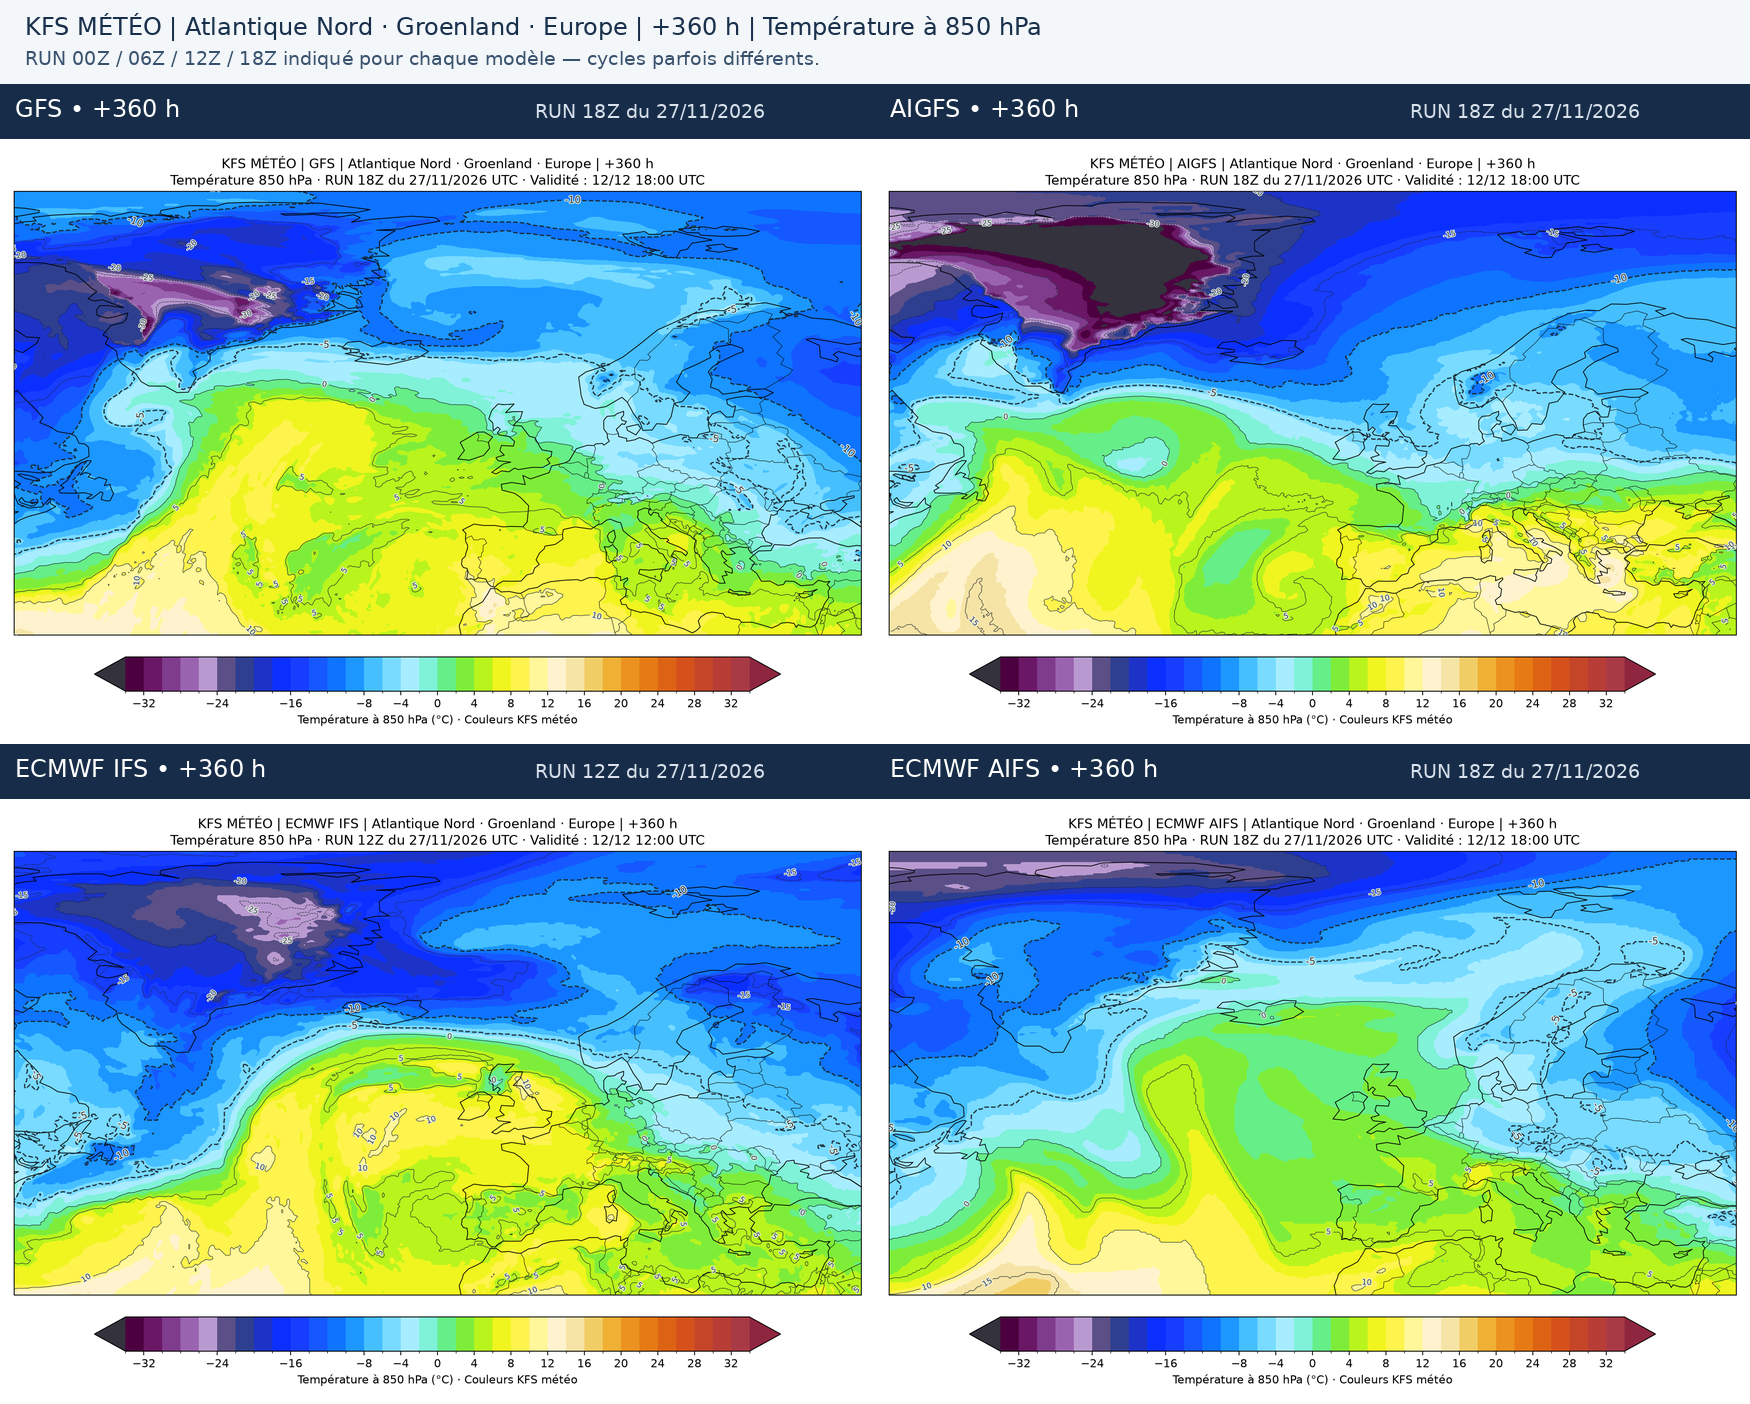 KFS MÉTÉO | Atlantique Nord · Groenland · Europe | +360 h | Température à 850 hPa
RUN 00Z / 06Z / 12Z / 18Z indiqué pour chaque modèle — cycles parfois différents.
GFS • +360 h
RUN 18Z du 27/11/2026
AIGFS • +360 h
RUN 18Z du 27/11/2026
KFS MÉTÉO | GFS | Atlantique Nord · Groenland · Europe | +360 h
Température 850 hPa · RUN 18Z du 27/11/2026 UTC · Validité : 12/12 18:00 UTC
KFS MÉTÉO | AIGFS | Atlantique Nord · Groenland · Europe | +360 h
Température 850 hPa · RUN 18Z du 27/11/2026 UTC · Validité : 12/12 18:00 UTC
−32 −24 −16 −8 −4 0 4 8 12 16 20 24 28 32
Température à 850 hPa (°C) · Couleurs KFS météo
−32 −24 −16 −8 −4 0 4 8 12 16 20 24 28 32
Température à 850 hPa (°C) · Couleurs KFS météo
ECMWF IFS • +360 h
RUN 12Z du 27/11/2026
ECMWF AIFS • +360 h
RUN 18Z du 27/11/2026
KFS MÉTÉO | ECMWF IFS | Atlantique Nord · Groenland · Europe | +360 h
Température 850 hPa · RUN 12Z du 27/11/2026 UTC · Validité : 12/12 12:00 UTC
KFS MÉTÉO | ECMWF AIFS | Atlantique Nord · Groenland · Europe | +360 h
Température 850 hPa · RUN 18Z du 27/11/2026 UTC · Validité : 12/12 18:00 UTC
−32 −24 −16 −8 −4 0 4 8 12 16 20 24 28 32
Température à 850 hPa (°C) · Couleurs KFS météo
−32 −24 −16 −8 −4 0 4 8 12 16 20 24 28 32
Température à 850 hPa (°C) · Couleurs KFS météo